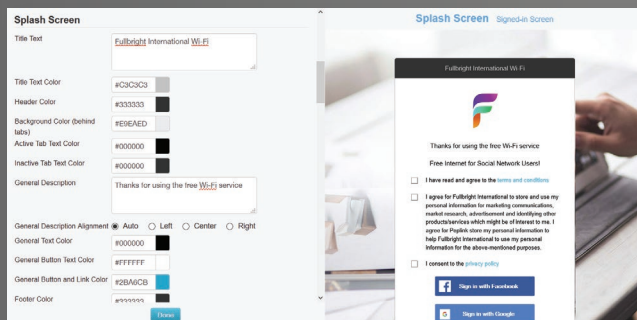 Splash Screen
Title Text
Fullbright International Wi-Fi
Title Text Color
#C3C3C3
Header Color
#333333
Background Color (behind
tabs)
#E9EAED
Active Tab Text Color
#000000
Inactive Tab Text Color
#000000
General Description
Thanks for using the free Wi-Fi service
General Description Alignment Auto Left Center Right
General Text Color
#000000
General Button Text Color
#FFFFFF
General Button and Link Color
#2BA6CB
Footer Color
#333333
Done
Splash Screen Signed-in Screen
Fullbright International Wi-Fi
Thanks for using the free Wi-Fi service
Free Internet for Social Network Users!
I have read and agree to the terms and conditions
I agree for Fullbright International to store and use my
personal information for marketing communications,
market research, advertisement and identifying other
products/services which might be of interest to me. I
agree for Peplink store my personal information to
help Fullbright International to use my personal
information for the above-mentioned purposes.
I consent to the privacy policy
Sign in with Facebook
Sign in with Google